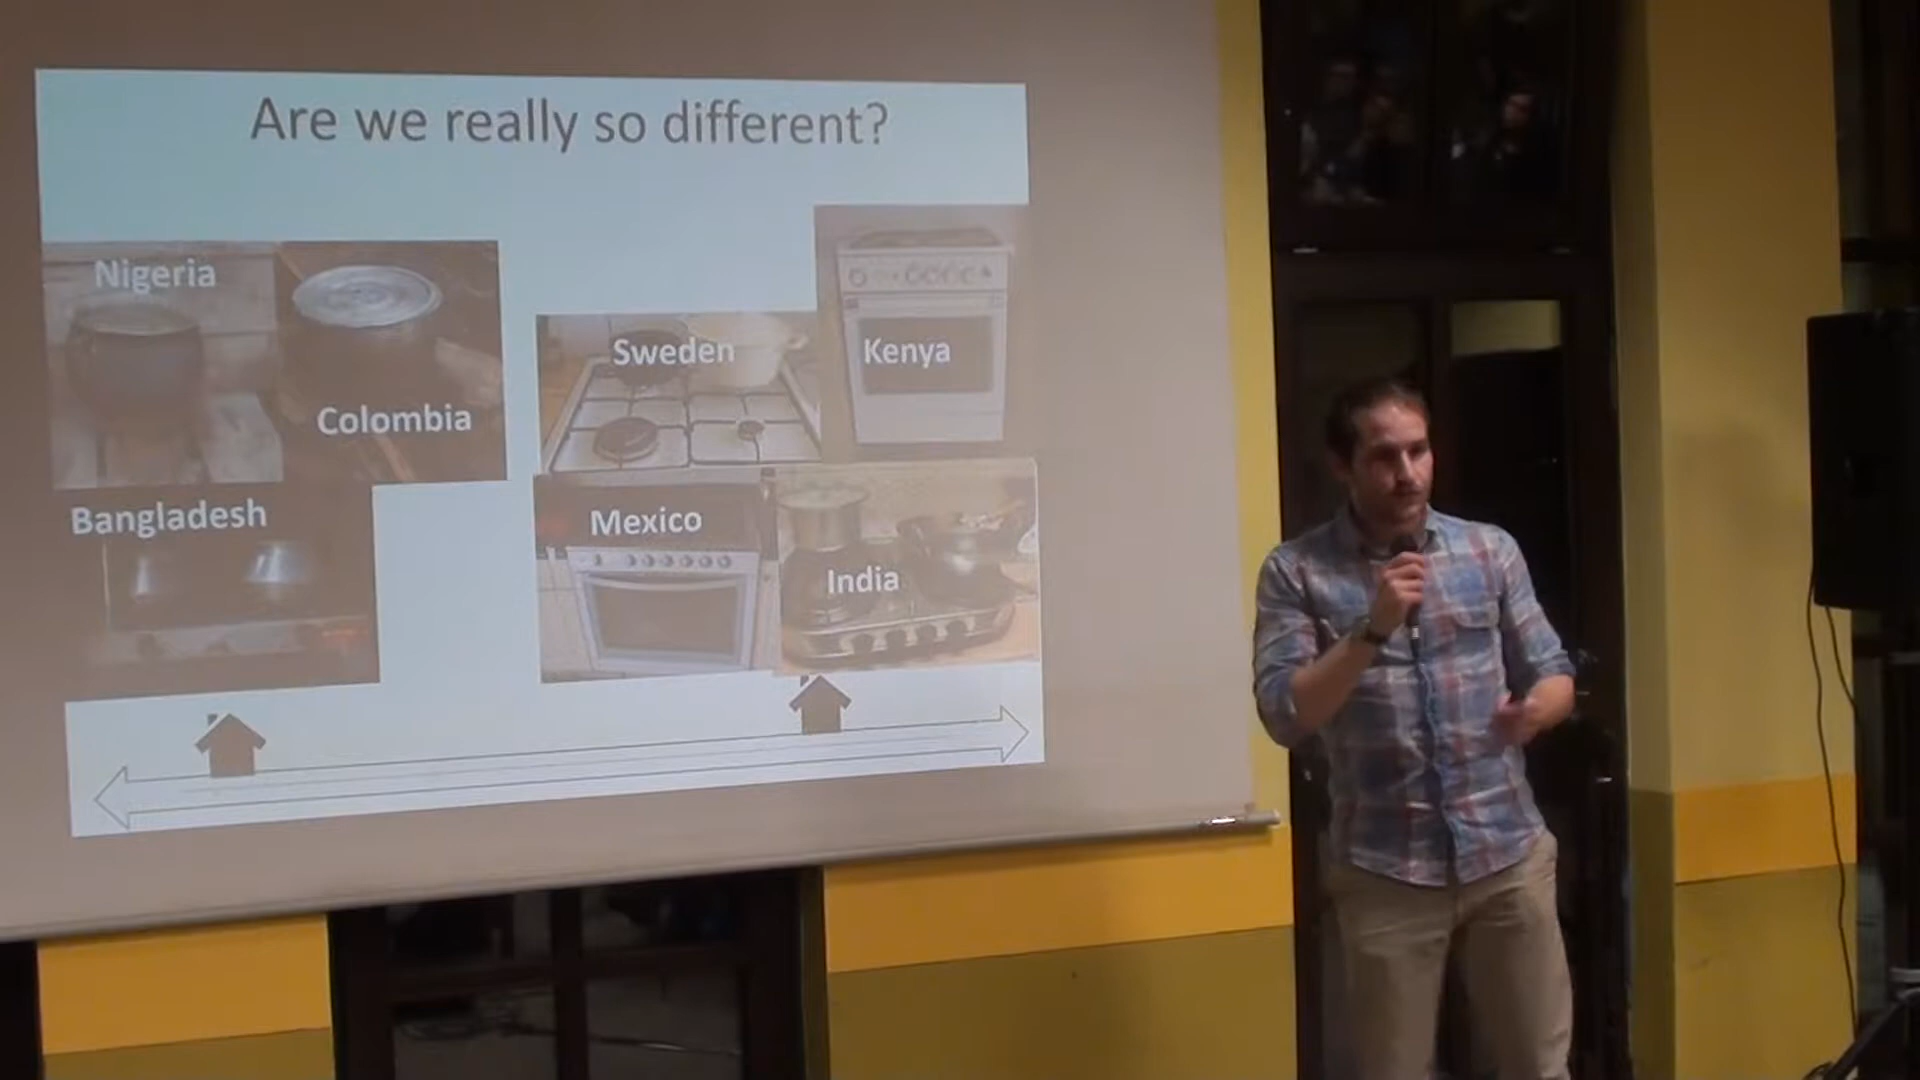 Are we really so different?
Nigeria
Colombia
Sweden
Kenya
Bangladesh
Mexico
India